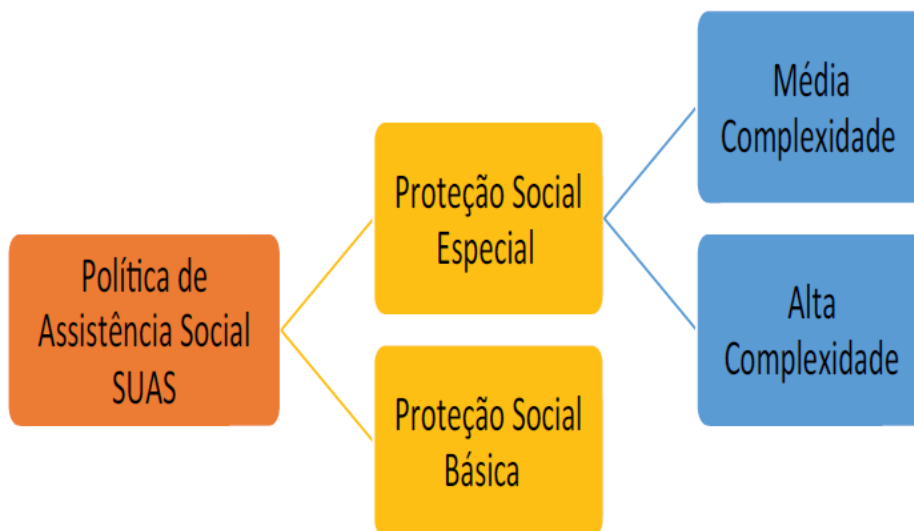 Política de
Assistência Social
SUAS
Proteção Social
Especial
Proteção Social
Básica
Média
Complexidade
Alta
Complexidade